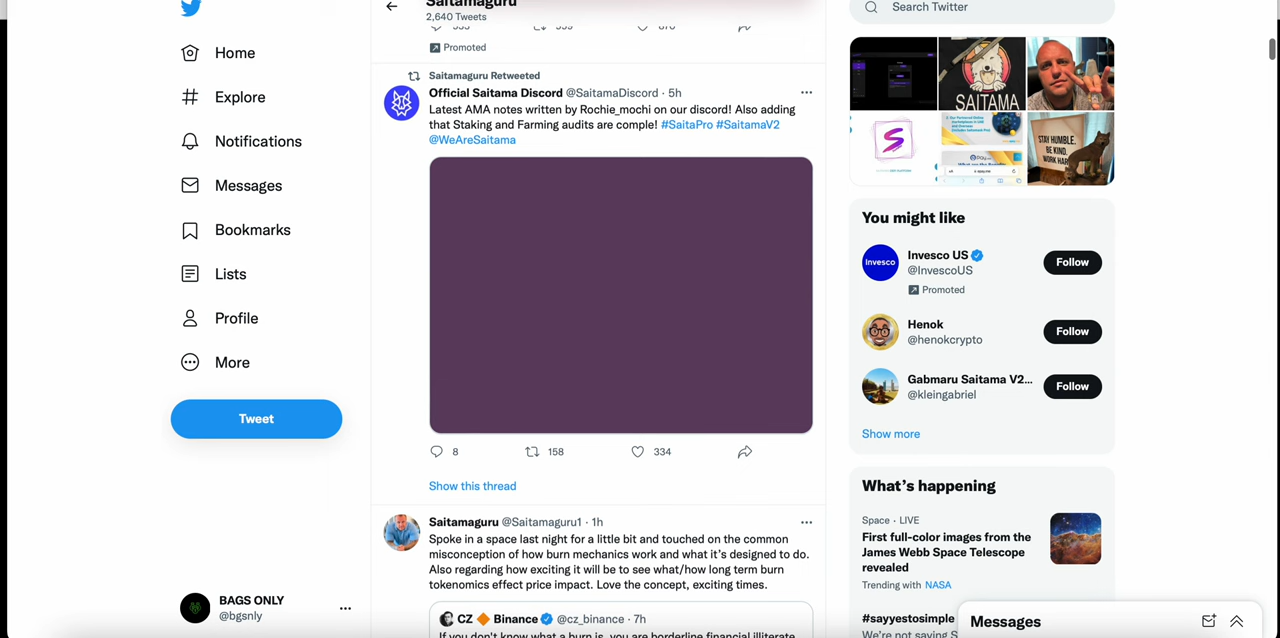 Home
Explore
Notifications
Messages
Bookmarks
Lists
Profile
More
Tweet
BAGS ONLY
@bgsnly
Saitamaguru
2,640 Tweets
Promoted
Saitamaguru Retweeted
Official Saitama Discord @SaitamaDiscord · 5h
Latest AMA notes written by Rochie_mochi on our discord! Also adding
that Staking and Farming audits are comple! #SaitaPro #SaitamaV2
@WeAreSaitama
8 158 334
Show this thread
Saitamaguru @Saitamaguru1 · 1h
Spoke in a space last night for a little bit and touched on the common
misconception of how burn mechanics work and what it's designed to do.
Also regarding how exciting it will be to see what/how long term burn
tokenomics effect price impact. Love the concept, exciting times.
CZ 🔶 Binance @cz_binance · 7h
If you don't know what a burn is, you are borderline financial illiterate
Search Twitter
SAITAMA
STAY HUMBLE.
BE KIND.
WORK HAR
You might like
Invesco
Invesco US
@InvescoUS
Promoted
Follow
Henok
@henokcrypto
Follow
Gabmaru Saitama V2...
@kleingabriel
Follow
Show more
What's happening
Space · LIVE
First full-color images from the
James Webb Space Telescope
revealed
Trending with NASA
#sayyestosimple
We're not saying S
Messages